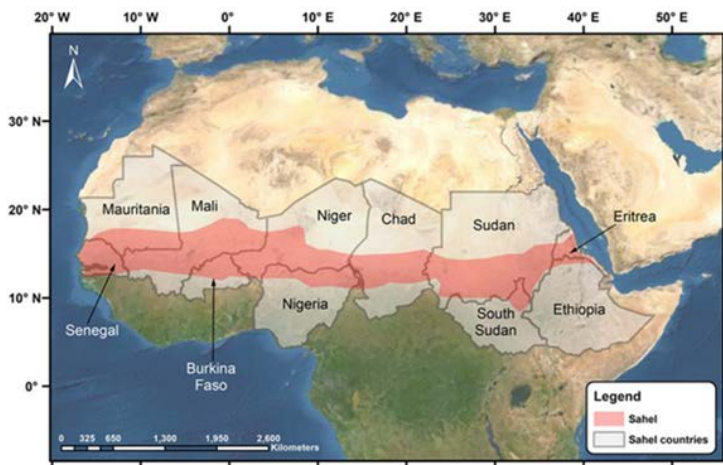 20° W 10° W 0° 10° E 20 E 30° E 40° E 50° E
N
30° N
20° N
10° N
0°
Mauritania
Mali
Niger
Chad
Sudan
Eritrea
Nigeria
South
Sudan
Ethiopia
Senegal
Burkina
Faso
Legend
Sahel
Sahel countries
0 325 650 1,300 1,950 2,600
Kilometers